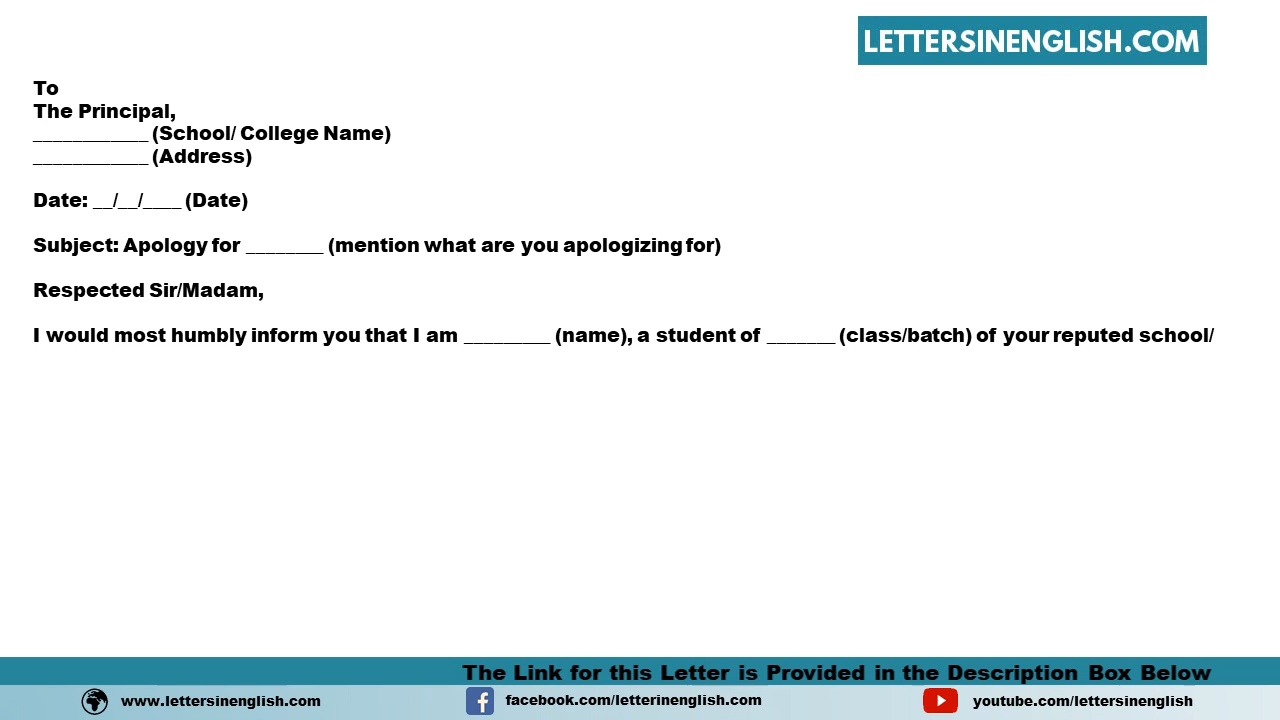 LETTERSINENGLISH.COM
To
The Principal,
____________ (School/ College Name)
____________ (Address)
Date: __/__/____ (Date)
Subject: Apology for ________ (mention what are you apologizing for)
Respected Sir/Madam,
I would most humbly inform you that I am _________ (name), a student of _______ (class/batch) of your reputed school/
The Link for this Letter is Provided in the Description Box Below
www.lettersinenglish.com
facebook.com/letterinenglish.com
youtube.com/lettersinenglish